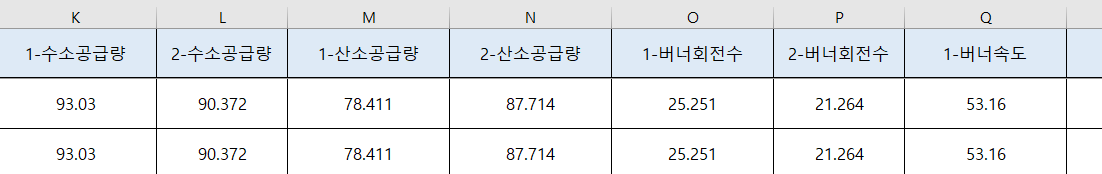 K L M N O P Q
1-수소공급량 2-수소공급량 1-산소공급량 2-산소공급량 1-버너회전수 2-버너회전수 1-버너속도
93.03 90.372 78.411 87.714 25.251 21.264 53.16
93.03 90.372 78.411 87.714 25.251 21.264 53.16